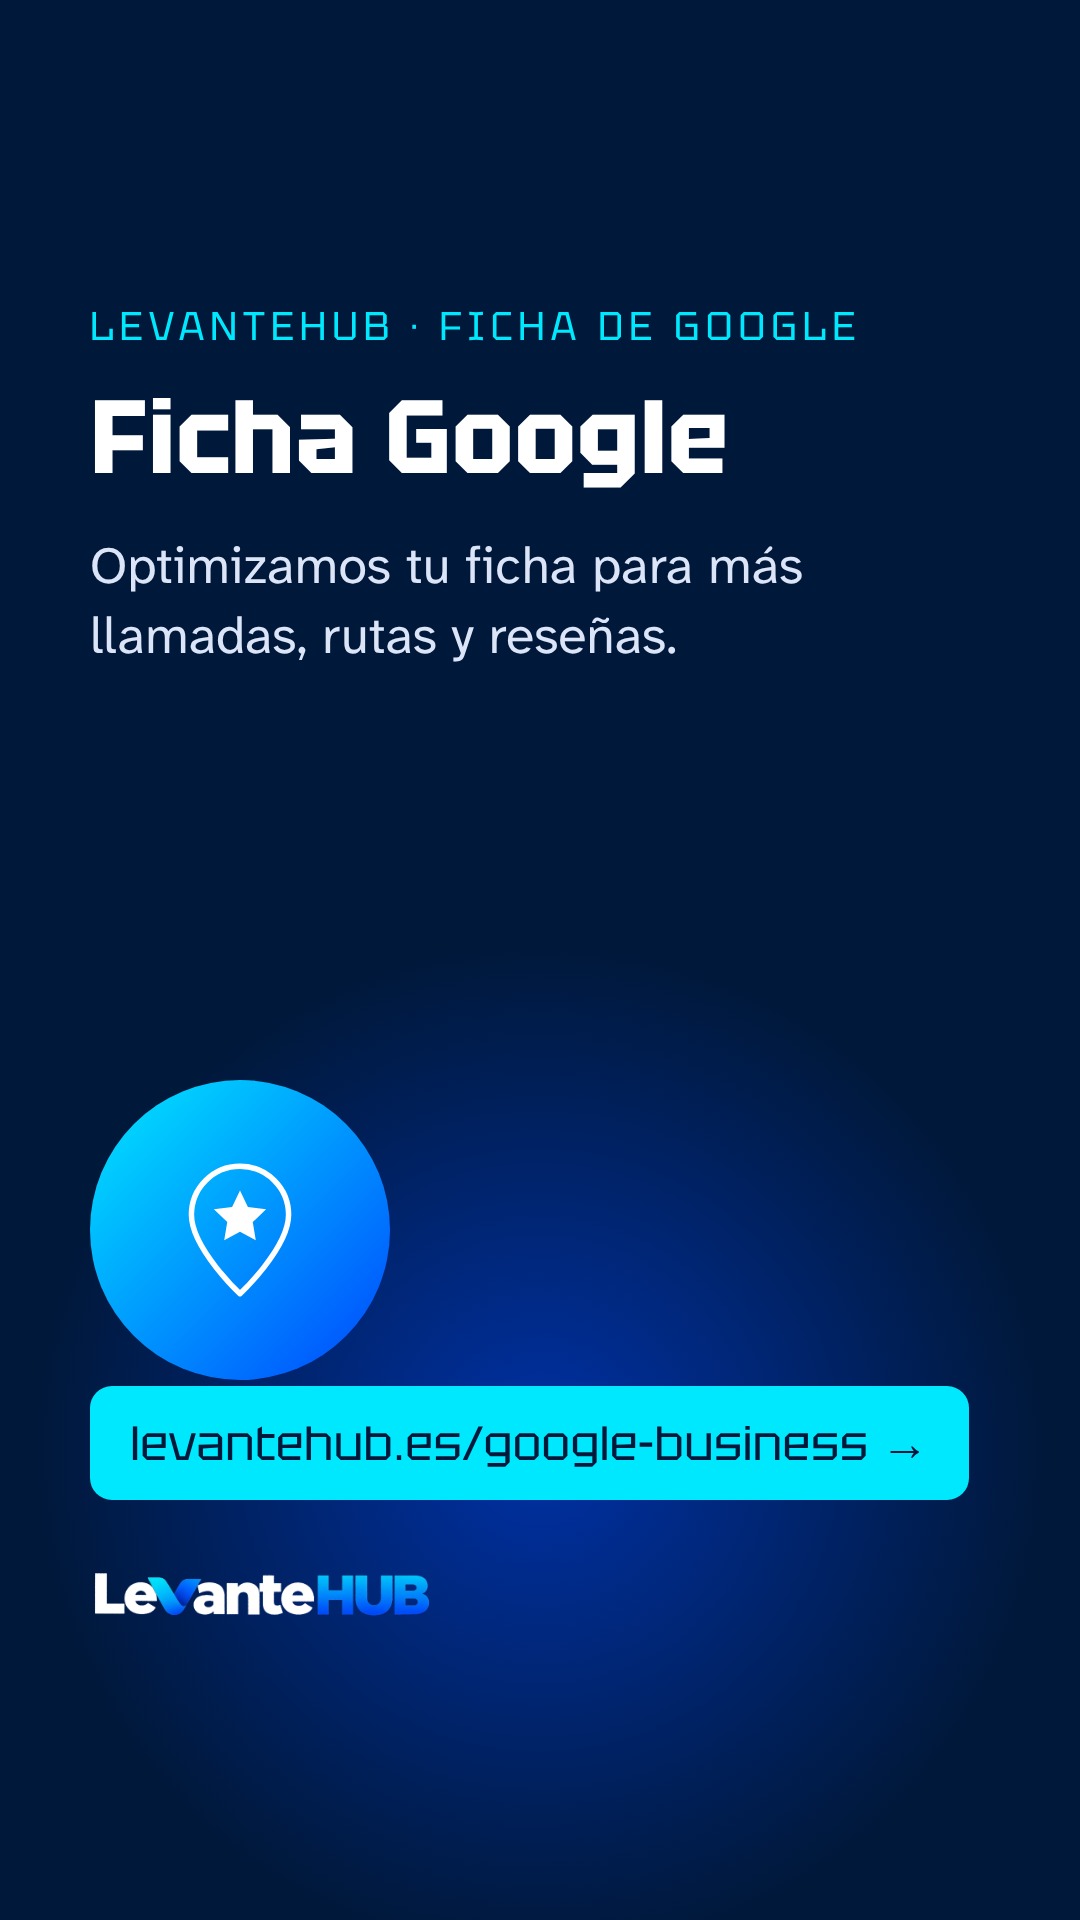 LEVANTEHUB · FICHA DE GOOGLE
Ficha Google
Optimizamos tu ficha para más
llamadas, rutas y reseñas.
levantehub.es/google-business →
LevanteHUB